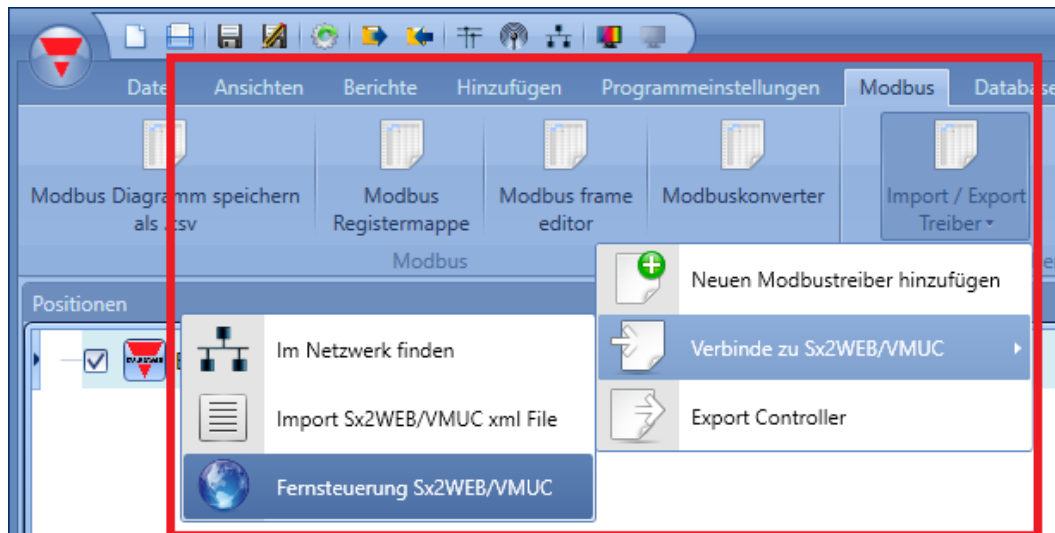 Datei Ansichten Berichte Hinzufügen Programmeinstellungen Modbus Database
Modbus Diagramm speichern
als .csv
Modbus
Registermappe
Modbus frame
editor
Modbuskonverter
Import / Export
Treiber
Modbus
Positionen
Neuen Modbustreiber hinzufügen
Verbinde zu Sx2WEB/VMUC
Export Controller
Im Netzwerk finden
Import Sx2WEB/VMUC xml File
Fernsteuerung Sx2WEB/VMUC